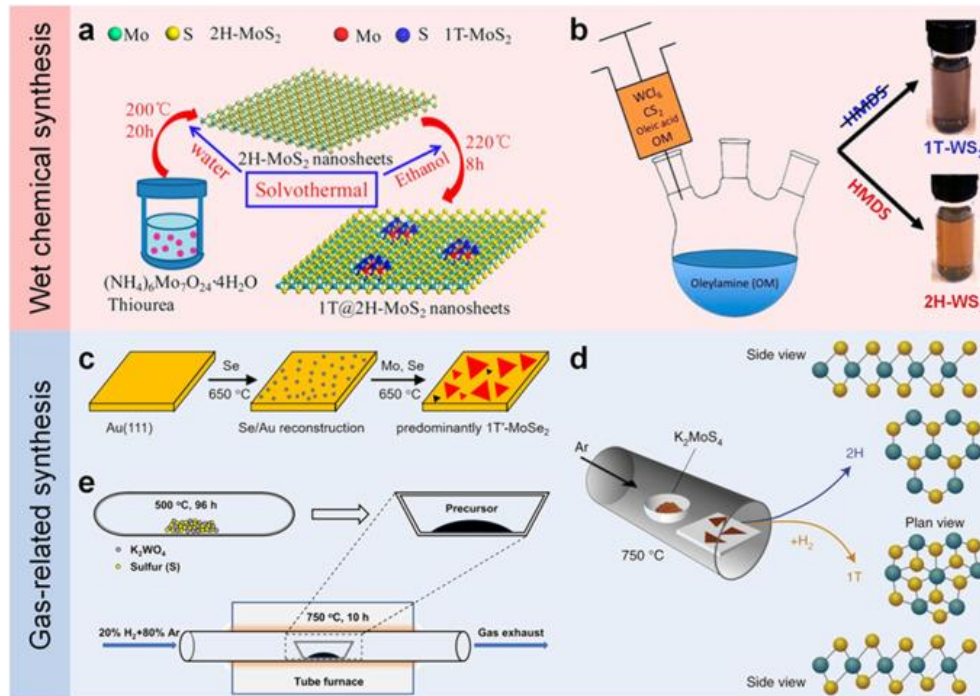 Wet chemical synthesis
a
Mo S 2H-MoS2 Mo S 1T-MoS2
200℃
20h
water
2H-MoS2 nanosheets
Solvothermal
Ethanol
220℃
8h
(NH4)6Mo7O24·4H2O
Thiourea
1T@2H-MoS2 nanosheets
b
WCl6
CS2
Oleic acid
OM
Oleylamine (OM)
HMDS
1T-WS
HMDS
2H-WS
Gas-related synthesis
c
Se
650 °C
Mo, Se
650 °C
Au(111)
Se/Au reconstruction
predominantly 1T'-MoSe2
d
Side view
K2MoS4
Ar
750 °C
2H
+H2
1T
Plan view
Side view
e
500 °C, 96 h
K2WO4
Sulfur (S)
Precursor
750 °C, 10 h
20% H2+80% Ar
Gas exhaust
Tube furnace